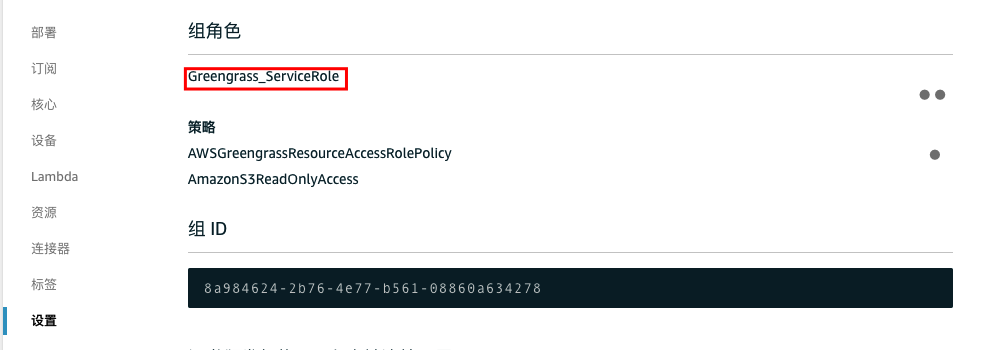 部署
订阅
核心
设备
Lambda
资源
连接器
标签
设置
组角色
Greengrass_ServiceRole
策略
AWSGreengrassResourceAccessRolePolicy
AmazonS3ReadOnlyAccess
组 ID
8a984624-2b76-4e77-b561-08860a634278